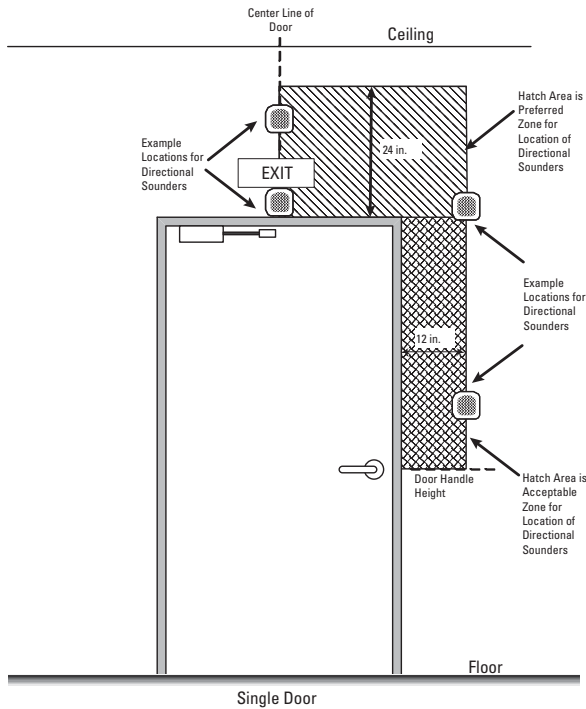 Center Line of
Door
Ceiling
Hatch Area is
Preferred
Zone for
Location of
Directional
Sounders
24 in.
Example
Locations for
Directional
Sounders
EXIT
Example
Locations for
Directional
Sounders
12 in.
Door Handle
Height
Hatch Area is
Acceptable
Zone for
Location of
Directional
Sounders
Floor
Single Door